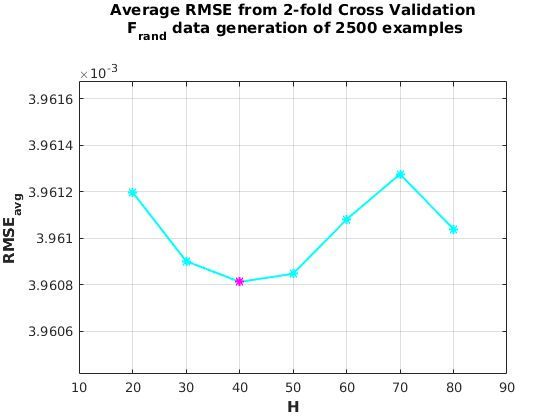 Average RMSE from 2-fold Cross Validation
F_rand data generation of 2500 examples
×10^-3
3.9616
3.9614
3.9612
3.961
3.9608
3.9606
RMSE_avg
10 20 30 40 50 60 70 80 90
H